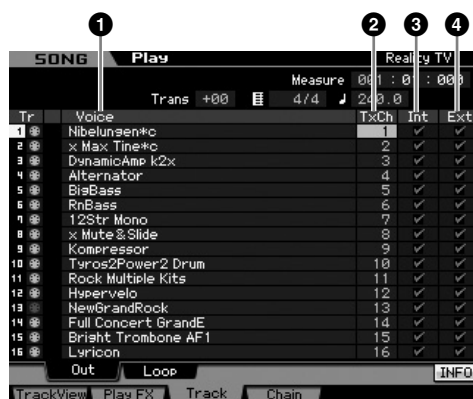 1 2 3 4
SONG Play Reality TV
Measure 001 : 01 : 000
Trans +00 4/4 240.0
Tr Voice TxCh Int Ext
1 Nibelungen*c 1
2 x Max Tine*c 2
3 DynamicAmp k2x 3
4 Alternator 4
5 BigBass 5
6 RnBass 6
7 12Str Mono 7
8 x Mute&Slide 8
9 Kompressor 9
10 Tyros2Power2 Drum 10
11 Rock Multiple Kits 11
12 Hypervelo 12
13 NewGrandRock 13
14 Full Concert GrandE 14
15 Bright Trombone AF1 15
16 Lyricon 16
Out Loop INFO
TrackView Play FX Track Chain